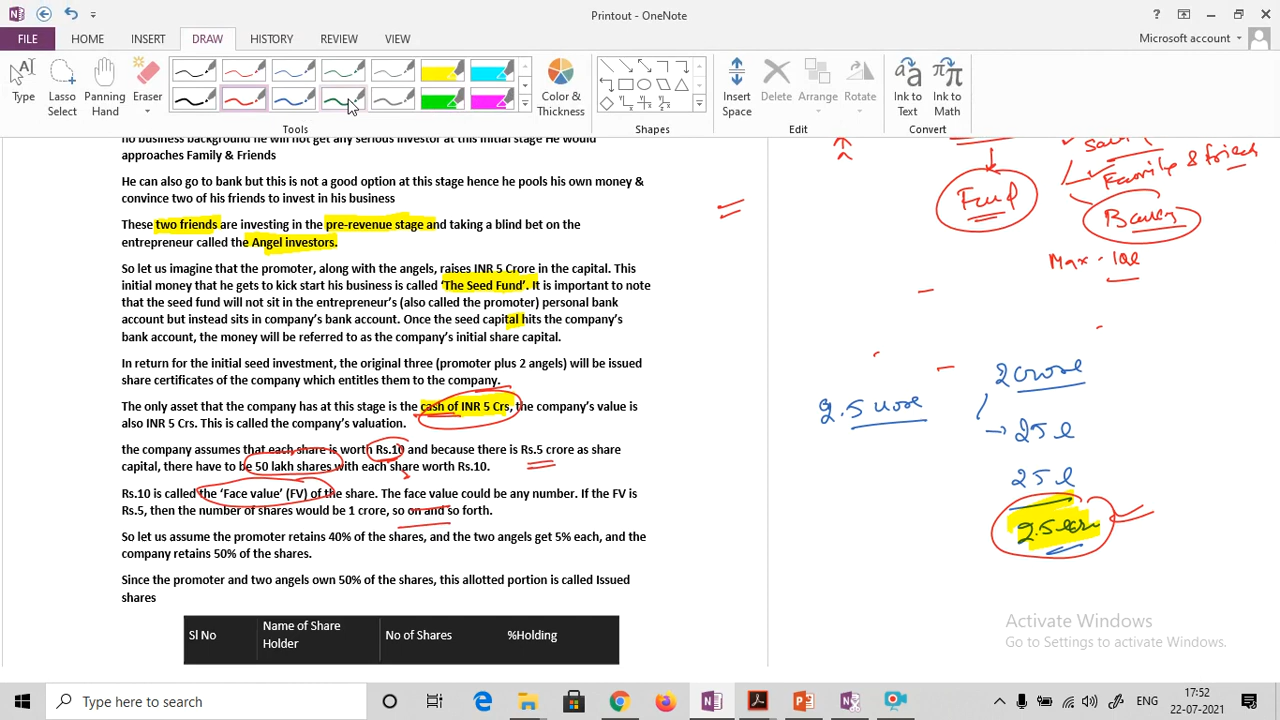 Printout - OneNote
?
FILE
HOME
INSERT
DRAW
HISTORY
REVIEW
VIEW
Microsoft account
Type
Lasso
Select
Panning
Hand
Eraser
Color &
Thickness
Insert
Space
Delete
Arrange
Rotate
Ink to
Text
Ink to
Math
Tools
Shapes
Edit
Convert
no business background he will not get any serious investor at this initial stage He would
approaches Family & Friends
He can also go to bank but this is not a good option at this stage hence he pools his own money &
convince two of his friends to invest in his business
These two friends are investing in the pre-revenue stage and taking a blind bet on the
entrepreneur called the Angel investors.
So let us imagine that the promoter, along with the angels, raises INR 5 Crore in the capital. This
initial money that he gets to kick start his business is called ‘The Seed Fund’. It is important to note
that the seed fund will not sit in the entrepreneur’s (also called the promoter) personal bank
account but instead sits in company’s bank account. Once the seed capital hits the company’s
bank account, the money will be referred to as the company’s initial share capital.
In return for the initial seed investment, the original three (promoter plus 2 angels) will be issued
share certificates of the company which entitles them to the company.
The only asset that the company has at this stage is the cash of INR 5 Crs, the company’s value is
also INR 5 Crs. This is called the company’s valuation.
the company assumes that each share is worth Rs.10 and because there is Rs.5 crore as share
capital, there have to be 50 lakh shares with each share worth Rs.10.
Rs.10 is called the ‘Face value’ (FV) of the share. The face value could be any number. If the FV is
Rs.5, then the number of shares would be 1 crore, so on and so forth.
So let us assume the promoter retains 40% of the shares, and the two angels get 5% each, and the
company retains 50% of the shares.
Since the promoter and two angels own 50% of the shares, this allotted portion is called Issued
shares
Sl No
Name of Share
Holder
No of Shares
%Holding
Family & friend
Fund
Max - 10l
2 crore
2.5 crore
25 l
25 l
Activate Windows
Go to Settings to activate Windows.
Type here to search
ENG
17:52
22-07-2021